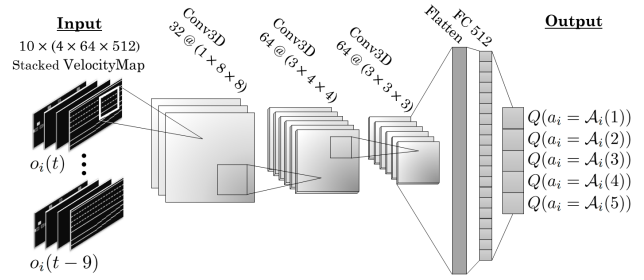 Input
10 × (4 × 64 × 512)
Stacked VelocityMap
o_i(t)
o_i(t − 9)
Conv3D
32 @ (1 × 8 × 8)
Conv3D
64 @ (3 × 4 × 4)
Conv3D
64 @ (3 × 3 × 3)
Flatten
FC 512
Output
Q(a_i = 𝒜_i(1))
Q(a_i = 𝒜_i(2))
Q(a_i = 𝒜_i(3))
Q(a_i = 𝒜_i(4))
Q(a_i = 𝒜_i(5))